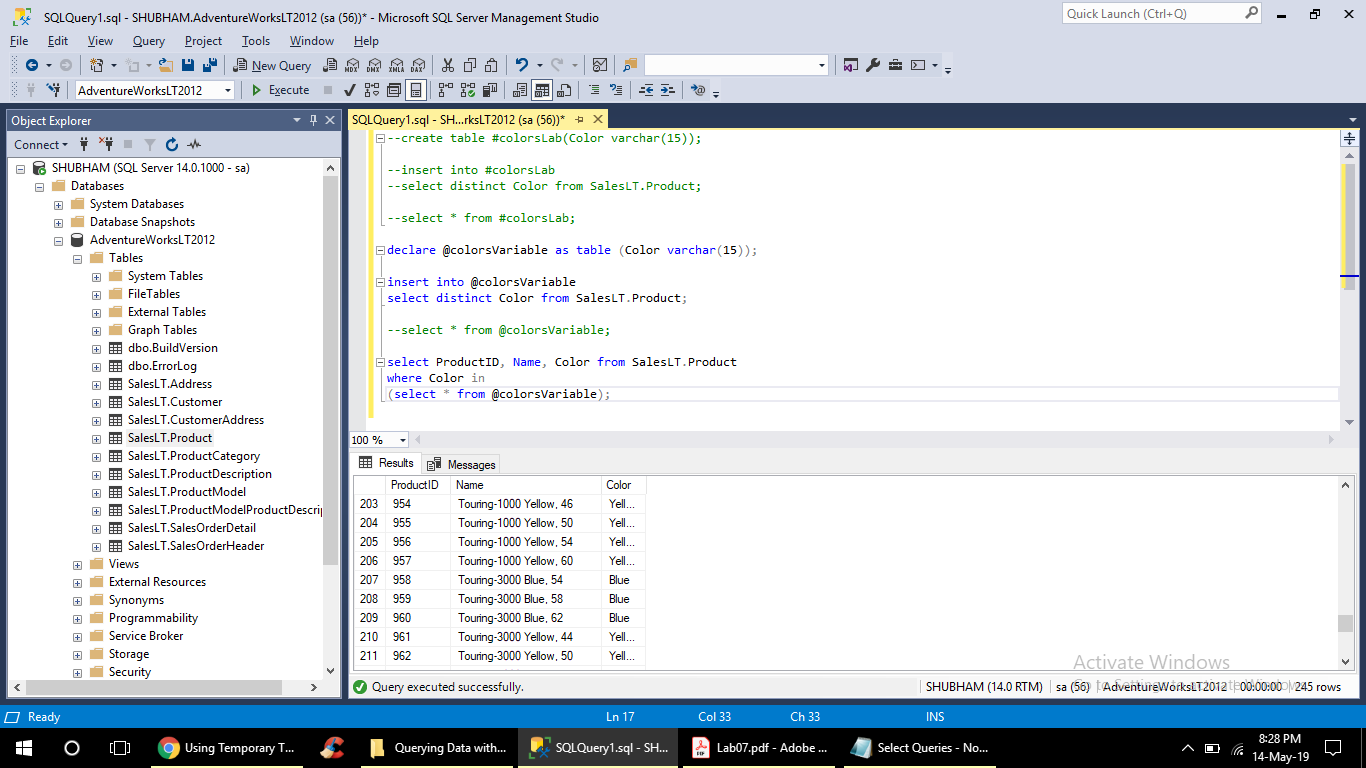 SQLQuery1.sql - SHUBHAM.AdventureWorksLT2012 (sa (56))* - Microsoft SQL Server Management Studio
Quick Launch (Ctrl+Q)
File Edit View Query Project Tools Window Help
New Query MDX DMX XMLA DAX
AdventureWorksLT2012 Execute
Object Explorer
Connect
SHUBHAM (SQL Server 14.0.1000 - sa)
Databases
System Databases
Database Snapshots
AdventureWorksLT2012
Tables
System Tables
FileTables
External Tables
Graph Tables
dbo.BuildVersion
dbo.ErrorLog
SalesLT.Address
SalesLT.Customer
SalesLT.CustomerAddress
SalesLT.Product
SalesLT.ProductCategory
SalesLT.ProductDescription
SalesLT.ProductModel
SalesLT.ProductModelProductDescrip
SalesLT.SalesOrderDetail
SalesLT.SalesOrderHeader
Views
External Resources
Synonyms
Programmability
Service Broker
Storage
Security
SQLQuery1.sql - SH...rksLT2012 (sa (56))*
--create table #colorsLab(Color varchar(15));
--insert into #colorsLab
--select distinct Color from SalesLT.Product;
--select * from #colorsLab;
declare @colorsVariable as table (Color varchar(15));
insert into @colorsVariable
select distinct Color from SalesLT.Product;
--select * from @colorsVariable;
select ProductID, Name, Color from SalesLT.Product
where Color in
(select * from @colorsVariable);
100 %
Results Messages
ProductID Name Color
203 954 Touring-1000 Yellow, 46 Yell...
204 955 Touring-1000 Yellow, 50 Yell...
205 956 Touring-1000 Yellow, 54 Yell...
206 957 Touring-1000 Yellow, 60 Yell...
207 958 Touring-3000 Blue, 54 Blue
208 959 Touring-3000 Blue, 58 Blue
209 960 Touring-3000 Blue, 62 Blue
210 961 Touring-3000 Yellow, 44 Yell...
211 962 Touring-3000 Yellow, 50 Yell...
Activate Windows
Go to Settings to activate Windows.
Query executed successfully. SHUBHAM (14.0 RTM) sa (56) AdventureWorksLT2012 00:00:00 245 rows
Ready Ln 17 Col 33 Ch 33 INS
Using Temporary T... Querying Data with... SQLQuery1.sql - SH... Lab07.pdf - Adobe ... Select Queries - No...
8:28 PM
14-May-19